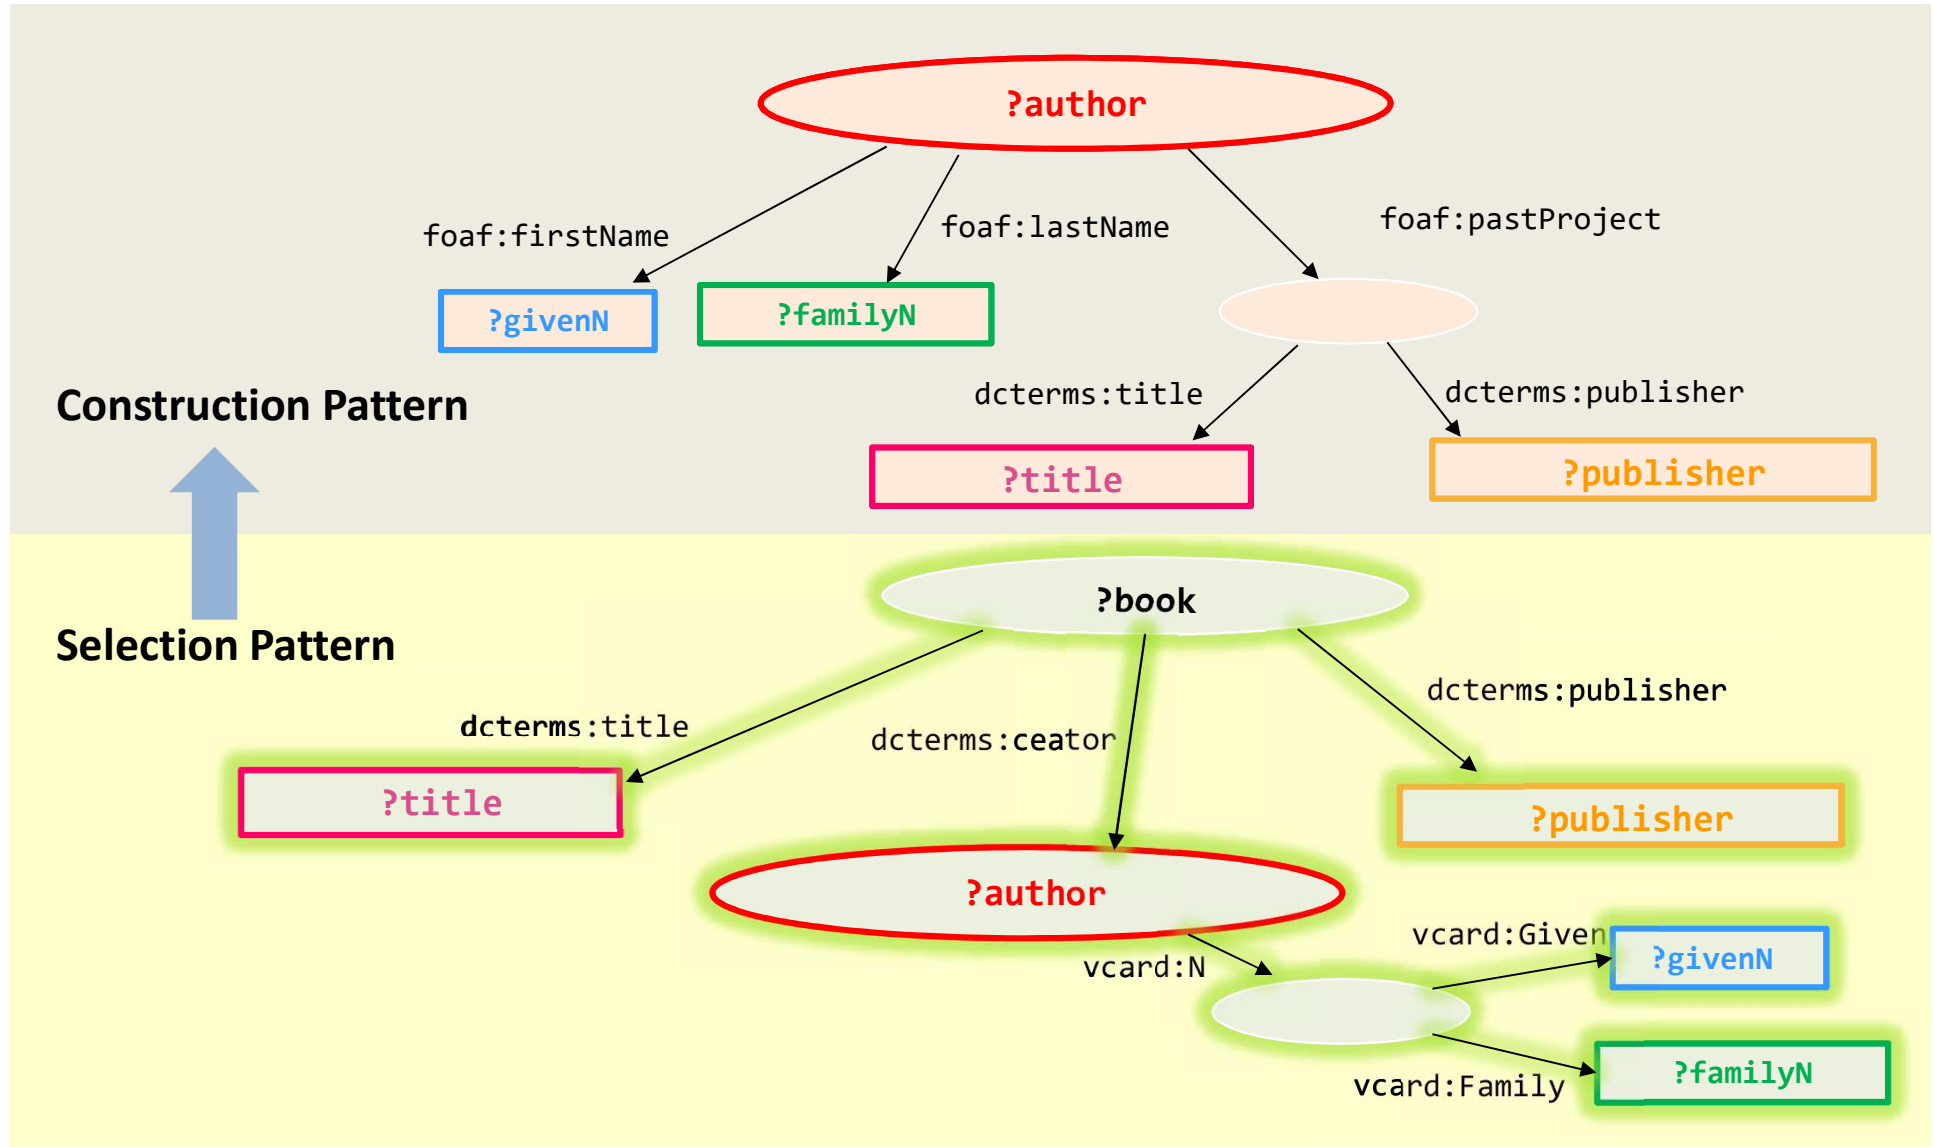 ?author
foaf:firstName
foaf:lastName
foaf:pastProject
?givenN
?familyN
Construction Pattern
dcterms:title
dcterms:publisher
?title
?publisher
?book
Selection Pattern
dcterms:title
dcterms:ceator
dcterms:publisher
?title
?publisher
?author
vcard:N
vcard:Given
?givenN
vcard:Family
?familyN